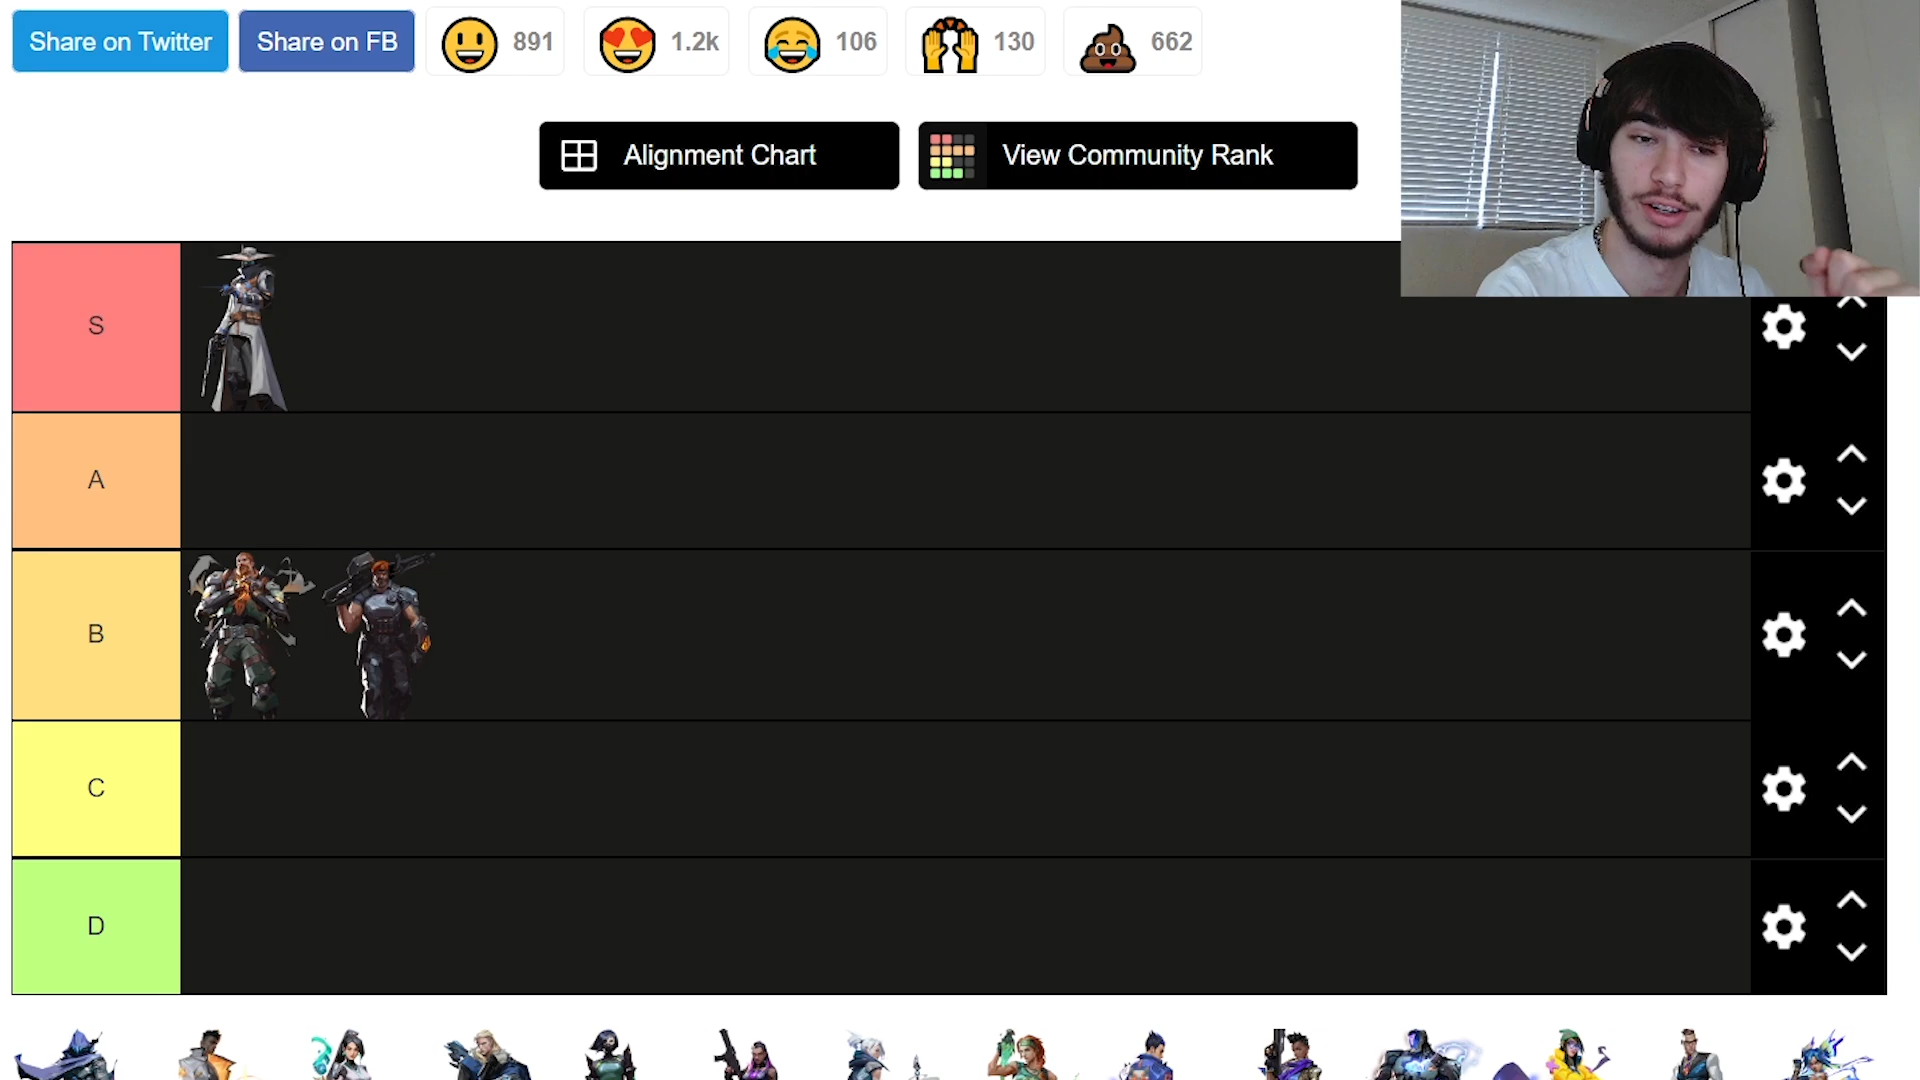 Share on Twitter
Share on FB
891
1.2k
106
130
662
Alignment Chart
View Community Rank
S
A
B
C
D